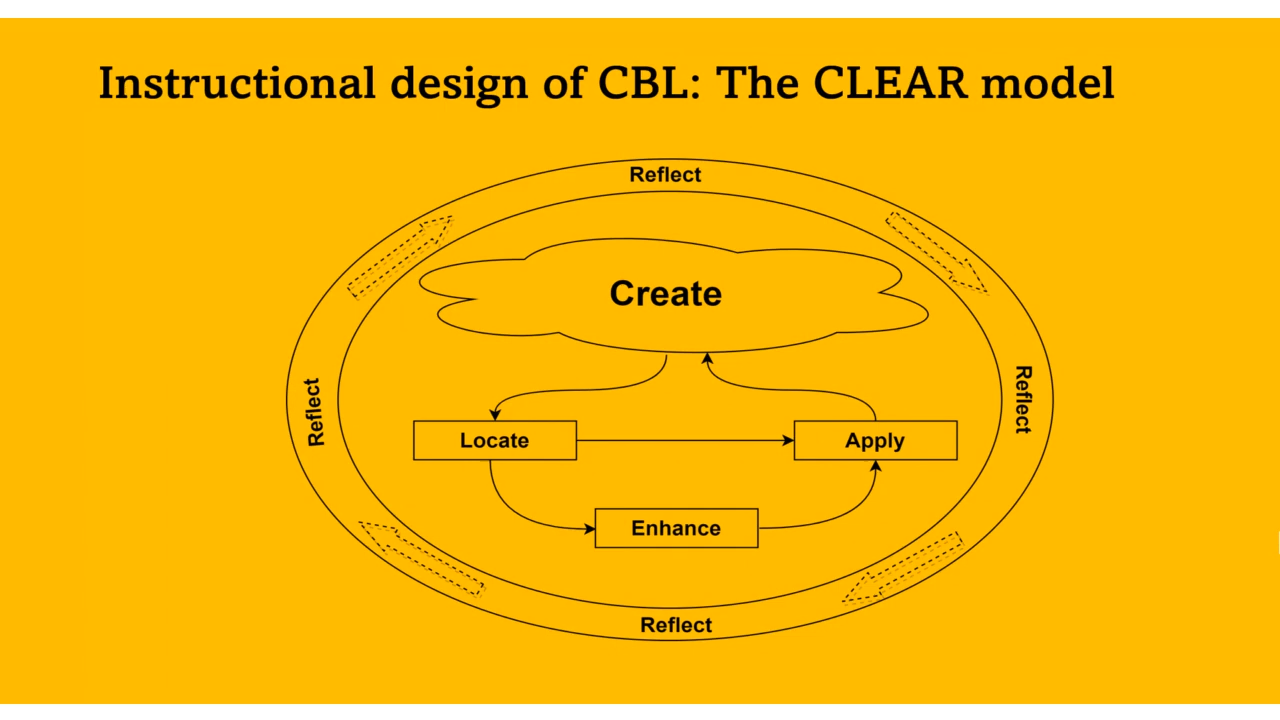 Instructional design of CBL: The CLEAR model
Reflect
Create
Reflect
Reflect
Locate
Apply
Enhance
Reflect